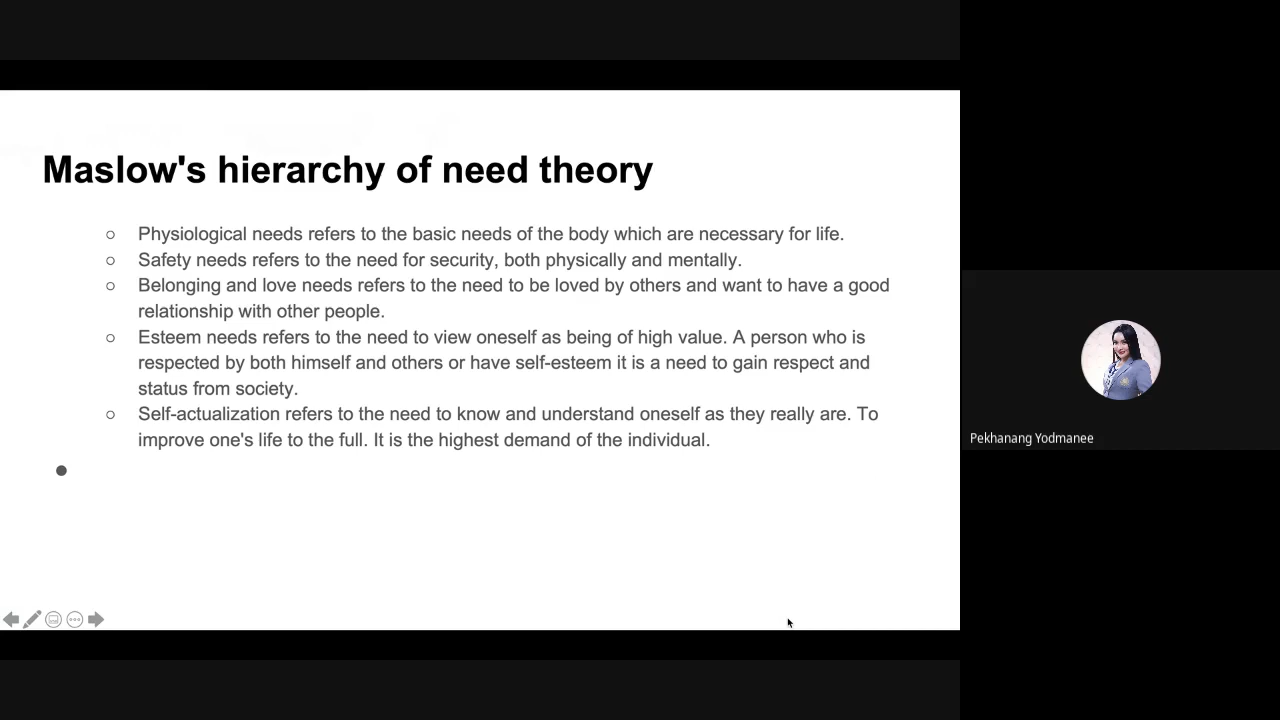 Maslow's hierarchy of need theory
Physiological needs refers to the basic needs of the body which are necessary for life.
Safety needs refers to the need for security, both physically and mentally.
Belonging and love needs refers to the need to be loved by others and want to have a good
relationship with other people.
Esteem needs refers to the need to view oneself as being of high value. A person who is
respected by both himself and others or have self-esteem it is a need to gain respect and
status from society.
Self-actualization refers to the need to know and understand oneself as they really are. To
improve one's life to the full. It is the highest demand of the individual.
Pekhanang Yodmanee